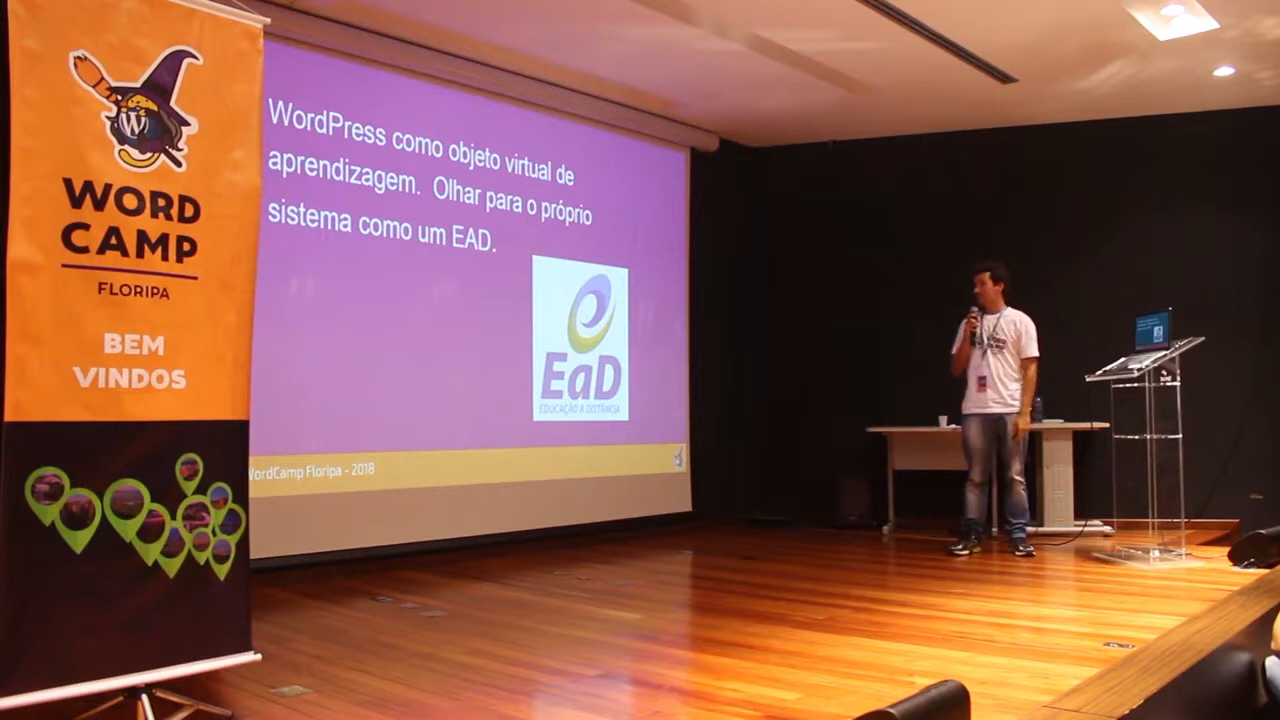 WORD
CAMP
FLORIPA
BEM
VINDOS
WordPress como objeto virtual de
aprendizagem. Olhar para o próprio
sistema como um EAD.
EaD
EDUCAÇÃO A DISTÂNCIA
WordCamp Floripa - 2018